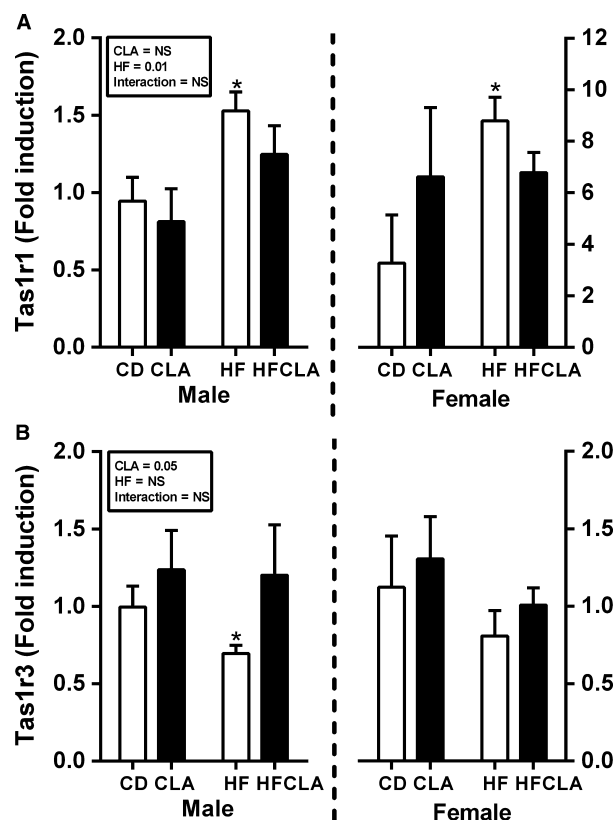 A
Tas1r1 (Fold induction)
2.0
1.5
1.0
0.5
0.0
CLA = NS
HF = 0.01
Interaction = NS
*
CD CLA HF HFCLA
Male
*
CD CLA HF HFCLA
Female
12
10
8
6
4
2
0
B
Tas1r3 (Fold induction)
2.0
1.5
1.0
0.5
0.0
CLA = 0.05
HF = NS
Interaction = NS
*
CD CLA HF HFCLA
Male
CD CLA HF HFCLA
Female
2.0
1.5
1.0
0.5
0.0